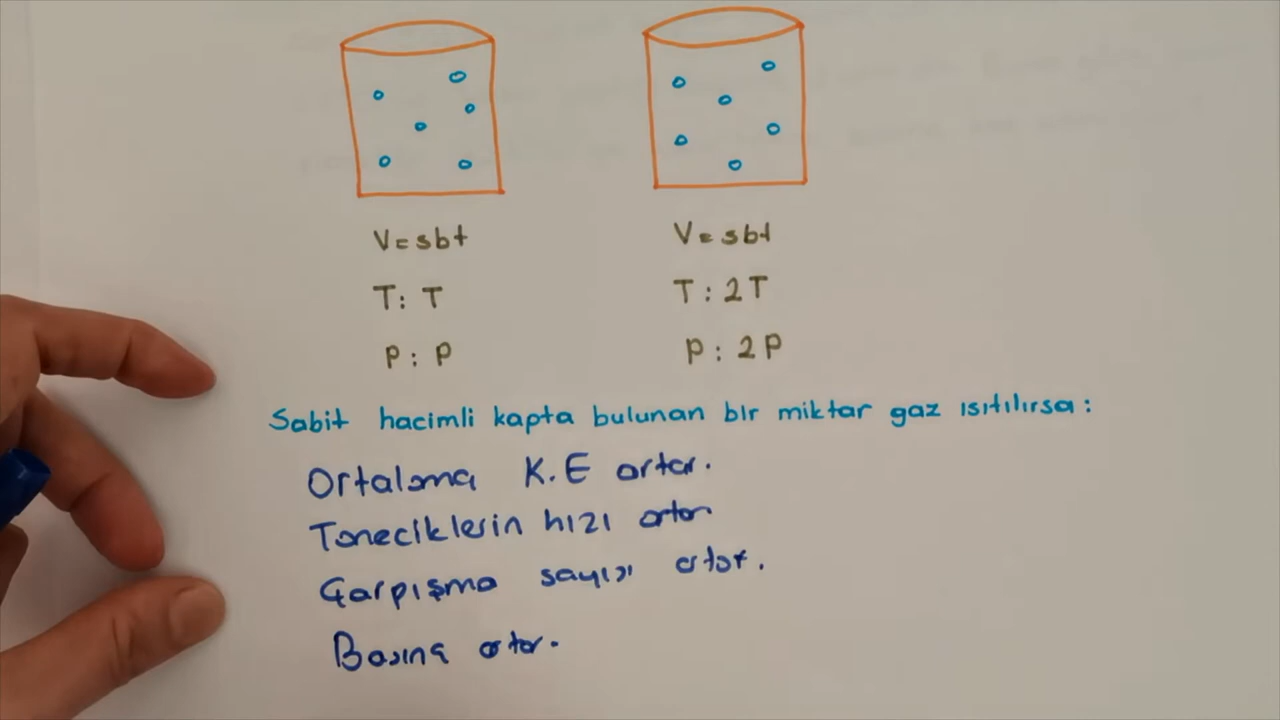 V=sbt V=sbt
T: T T: 2T
P: P P: 2P
Sabit hacimli kapta bulunan bir miktar gaz ısıtılırsa:
Ortalama K.E artar.
Taneciklerin hızı artar
Çarpışma sayısı artar.
Basınç artar.